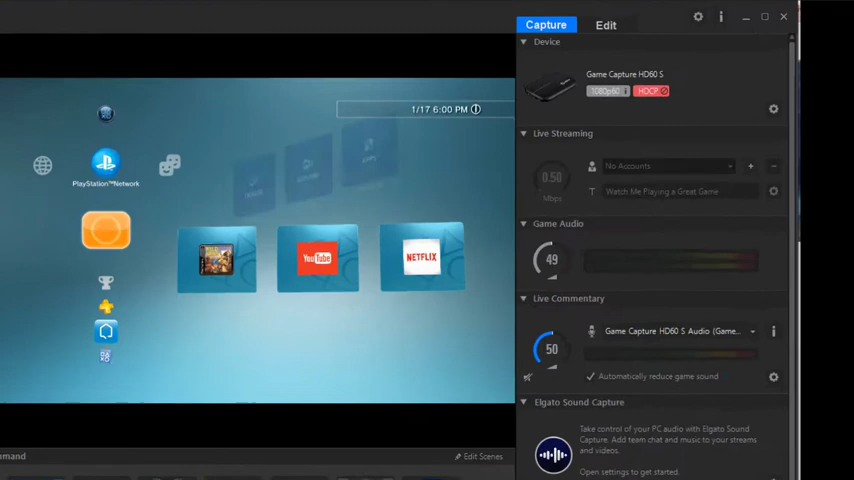 Capture
Edit
Device
Game Capture HD60 S
1080p60
HDCP
Live Streaming
0.50
Mbps
No Accounts
Watch Me Playing a Great Game
Game Audio
49
Live Commentary
50
Game Capture HD60 S Audio (Game...
Automatically reduce game sound
Elgato Sound Capture
Take control of your PC audio with Elgato Sound
Capture. Add team chat and music to your streams
and videos.
Open settings to get started.
1/17 6:00 PM
PlayStation™Network
YouTube
NETFLIX
mmand
Edit Scenes